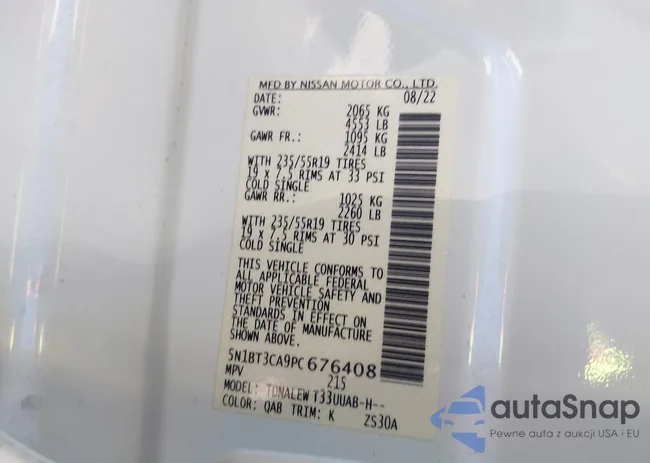 MFD BY NISSAN MOTOR CO., LTD.
DATE: 08/22
GVWR: 2065 KG
4553 LB
GAWR FR.: 1095 KG
2414 LB
WITH 235/55R19 TIRES
19 x 7.5 RIMS AT 33 PSI
COLD SINGLE
GAWR RR.: 1025 KG
2260 LB
WITH 235/55R19 TIRES
19 x 7.5 RIMS AT 30 PSI
COLD SINGLE
THIS VEHICLE CONFORMS TO
ALL APPLICABLE FEDERAL
MOTOR VEHICLE SAFETY AND
THEFT PREVENTION
STANDARDS IN EFFECT ON
THE DATE OF MANUFACTURE
SHOWN ABOVE.
5N1BT3CA9PC676408
MPV 215
MODEL: TDNALEW T33UUAB-H--
COLOR: QAB TRIM: K ZS30A
autoSnap
Pewne auta z aukcji USA i EU